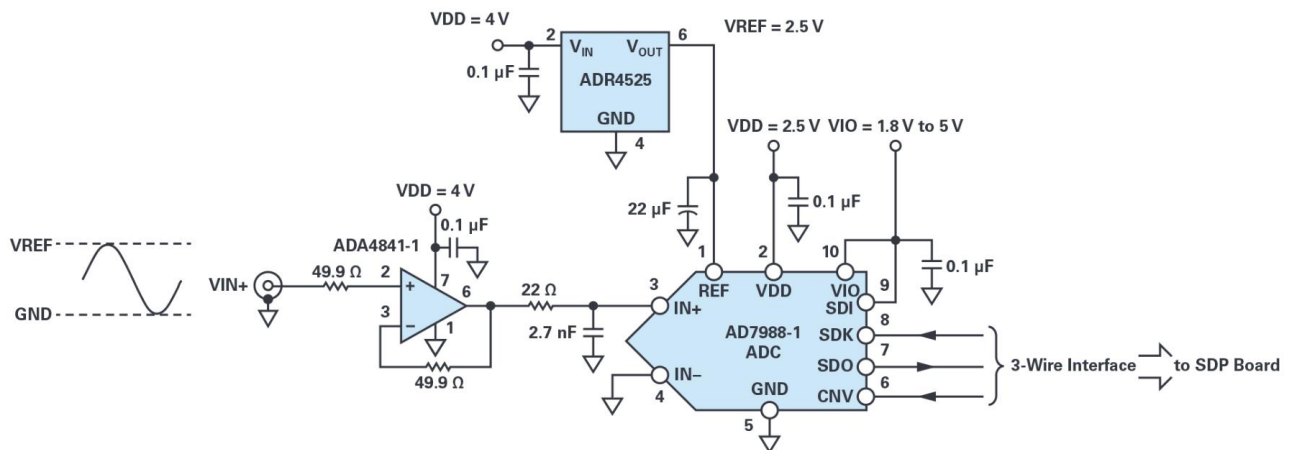 VDD = 4 V
2
V_IN
V_OUT
6
VREF = 2.5 V
0.1 µF
ADR4525
GND
4
VDD = 2.5 V
VIO = 1.8 V to 5 V
VDD = 4 V
0.1 µF
22 µF
0.1 µF
0.1 µF
VREF
GND
VIN+
49.9 Ω
ADA4841-1
2
+
7
3
–
6
1
49.9 Ω
22 Ω
2.7 nF
1
2
10
REF
VDD
VIO
3
IN+
IN–
4
AD7988-1
ADC
GND
5
SDI
9
SDK
8
SDO
7
CNV
6
3-Wire Interface
to SDP Board